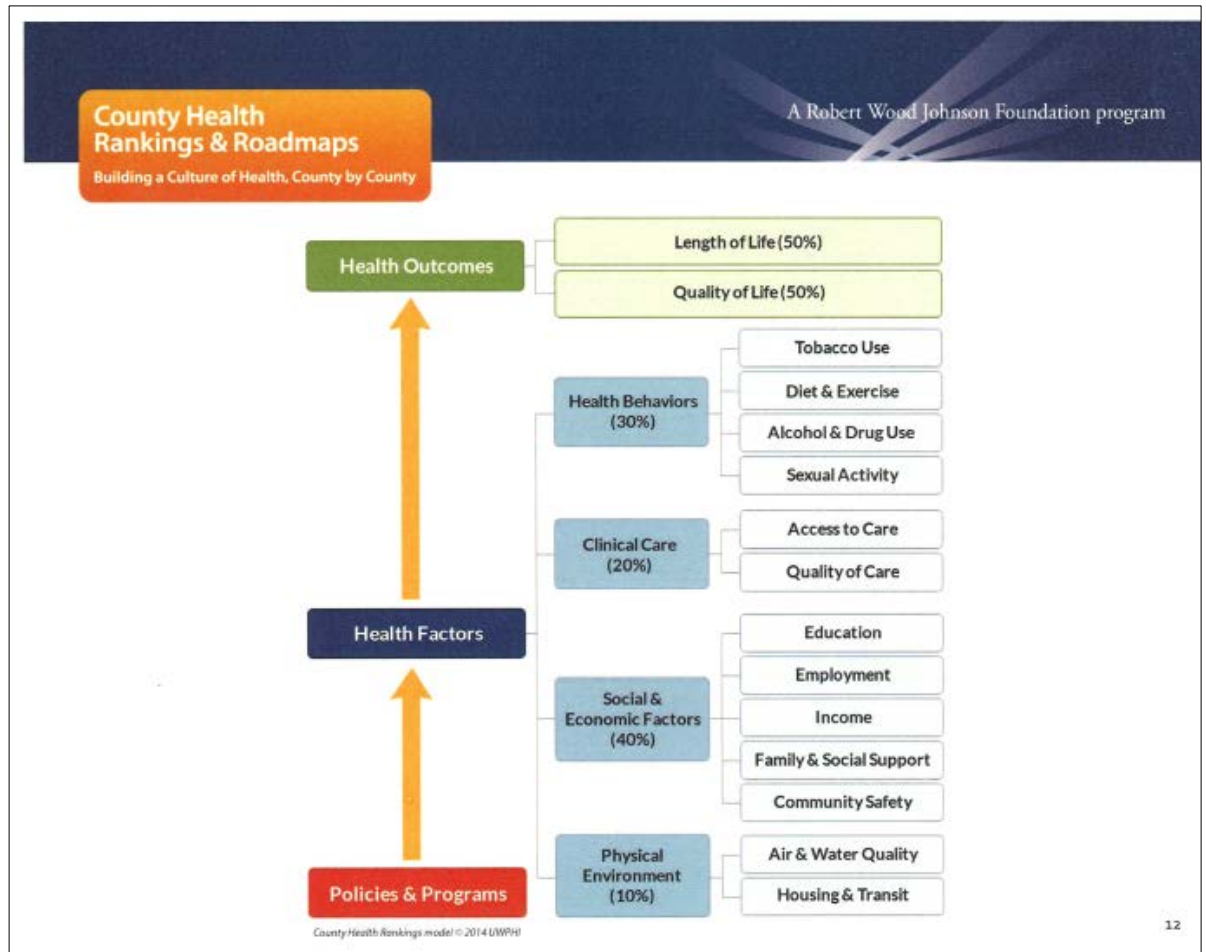 County Health
Rankings & Roadmaps
Building a Culture of Health, County by County
A Robert Wood Johnson Foundation program
Health Outcomes
Length of Life (50%)
Quality of Life (50%)
Health Factors
Health Behaviors
(30%)
Tobacco Use
Diet & Exercise
Alcohol & Drug Use
Sexual Activity
Clinical Care
(20%)
Access to Care
Quality of Care
Social &
Economic Factors
(40%)
Education
Employment
Income
Family & Social Support
Community Safety
Physical
Environment
(10%)
Air & Water Quality
Housing & Transit
Policies & Programs
County Health Rankings model © 2014 UWPHI
12